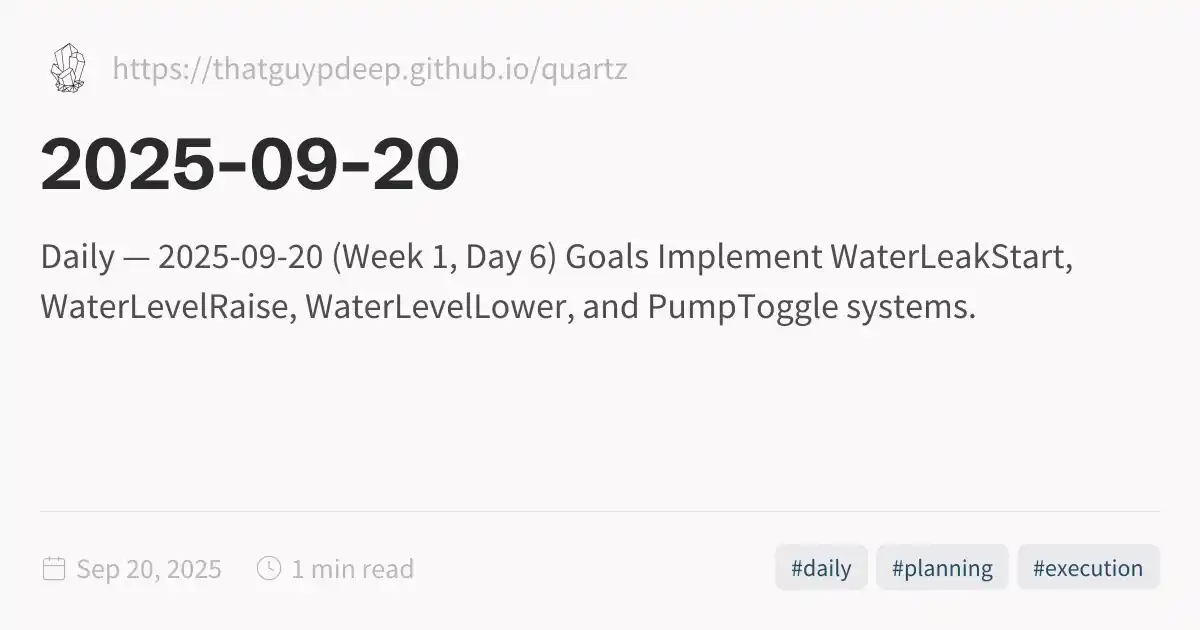 https://thatguypdeep.github.io/quartz
2025-09-20
Daily — 2025-09-20 (Week 1, Day 6) Goals Implement WaterLeakStart,
WaterLevelRaise, WaterLevelLower, and PumpToggle systems.
Sep 20, 2025 1 min read #daily #planning #execution